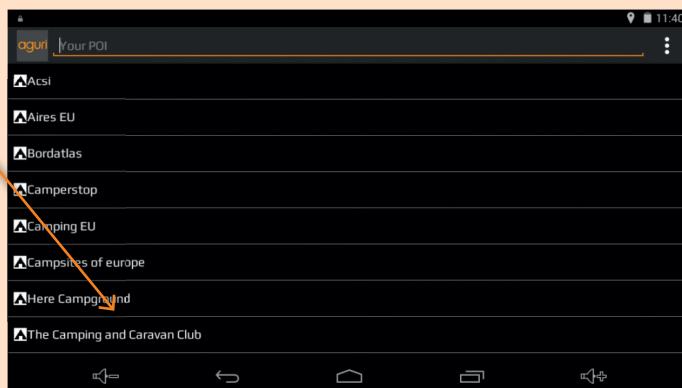 11:40
aguri Your POI
Acsi
Aires EU
Bordatlas
Camperstop
Camping EU
Campsites of europe
Here Campground
The Camping and Caravan Club